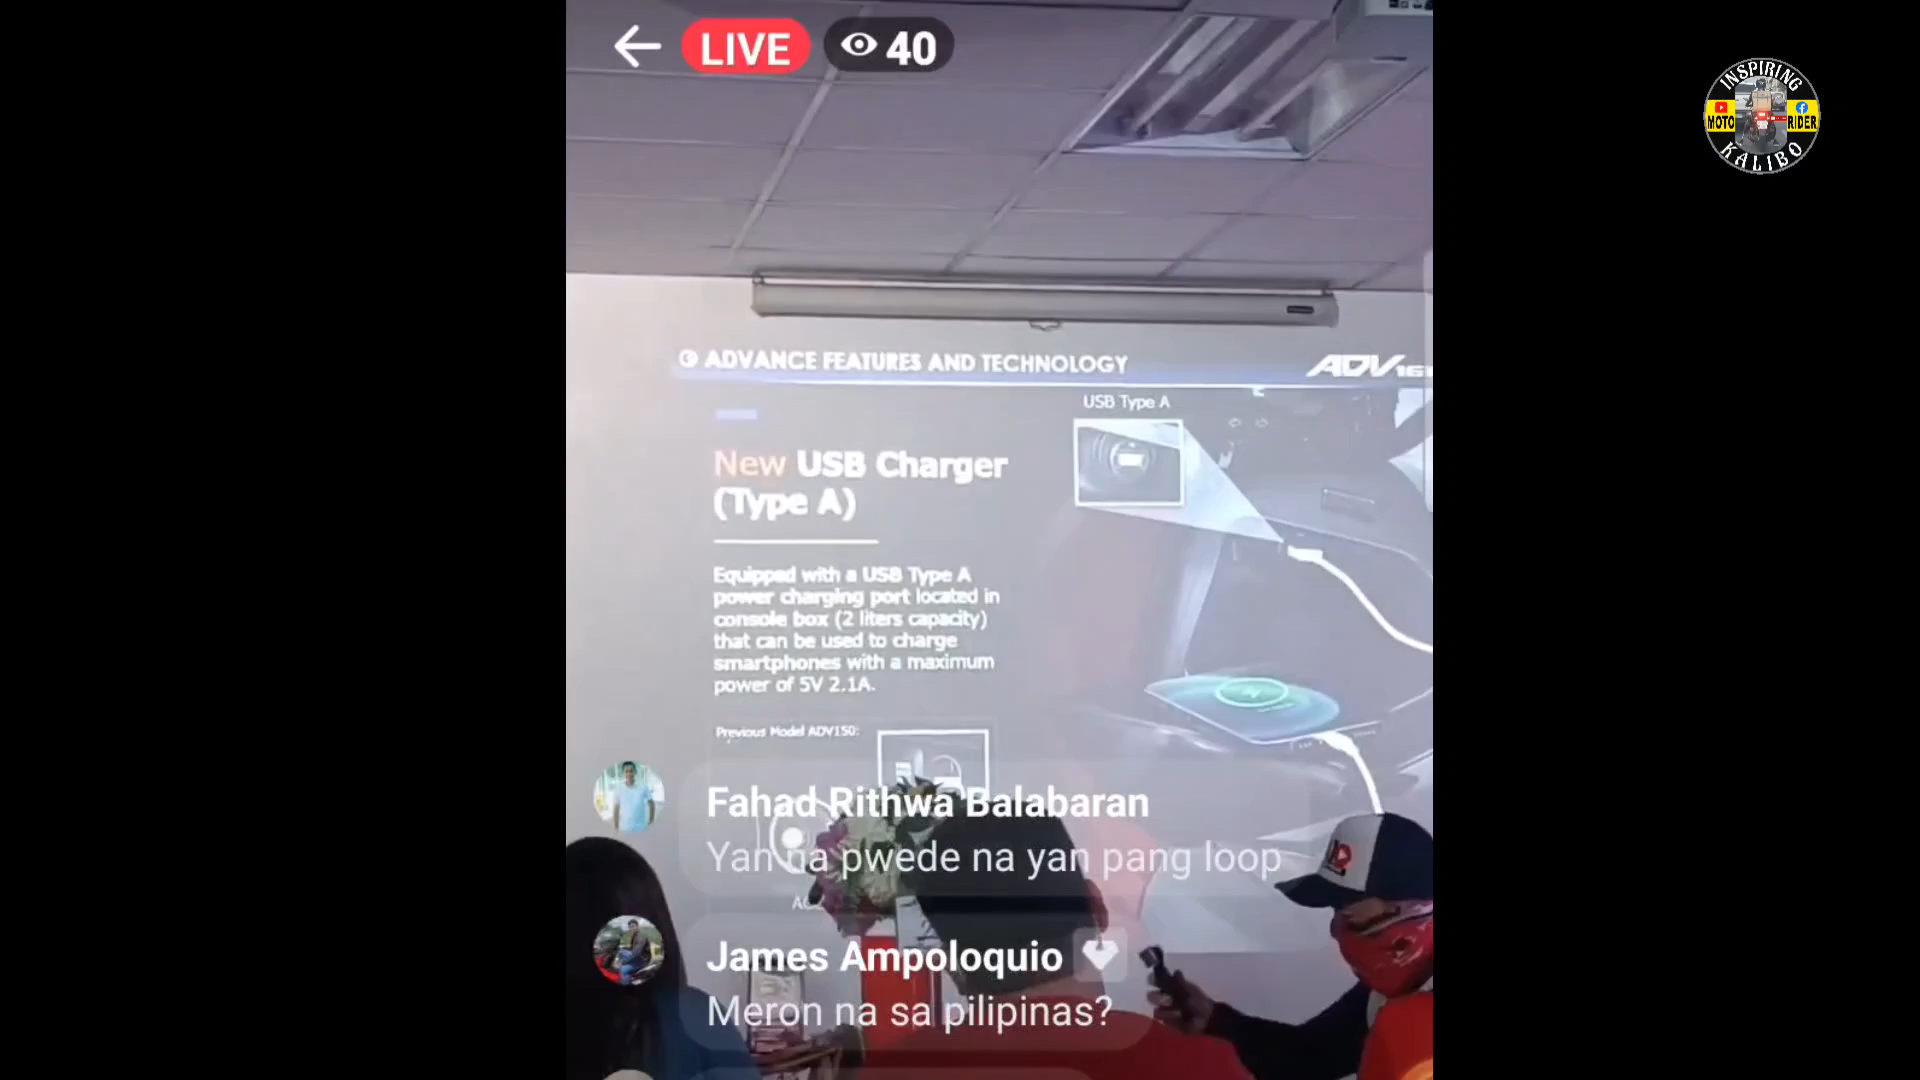 LIVE 40
INSPIRING
MOTO RIDER
KALIBO
ADVANCE FEATURES AND TECHNOLOGY
ADV
USB Type A
New USB Charger
(Type A)
Equipped with a USB Type A
power charging port located in
console box (2 liters capacity)
that can be used to charge
smartphones with a maximum
power of 5V 2.1A.
Previous Model ADV150:
Fahad Rithwa Balabaran
Yan na pwede na yan pang loop
James Ampoloquio
Meron na sa pilipinas?